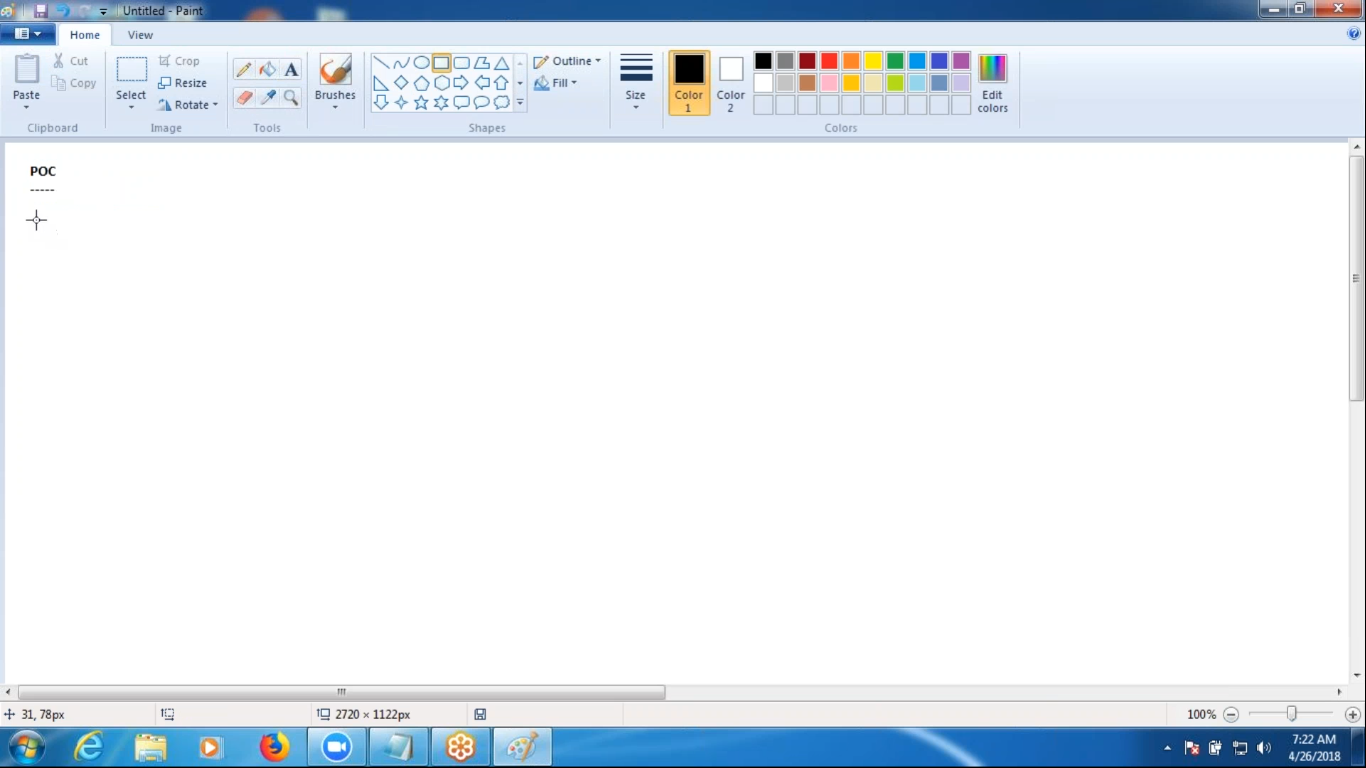 Untitled - Paint
Home View
Paste
Cut
Copy
Clipboard
Select
Crop
Resize
Rotate
Image
A
Tools
Brushes
Shapes
Outline
Fill
Size
Color 1
Color 2
Edit colors
Colors
POC
-----
31, 78px
2720 × 1122px
100%
7:22 AM
4/26/2018